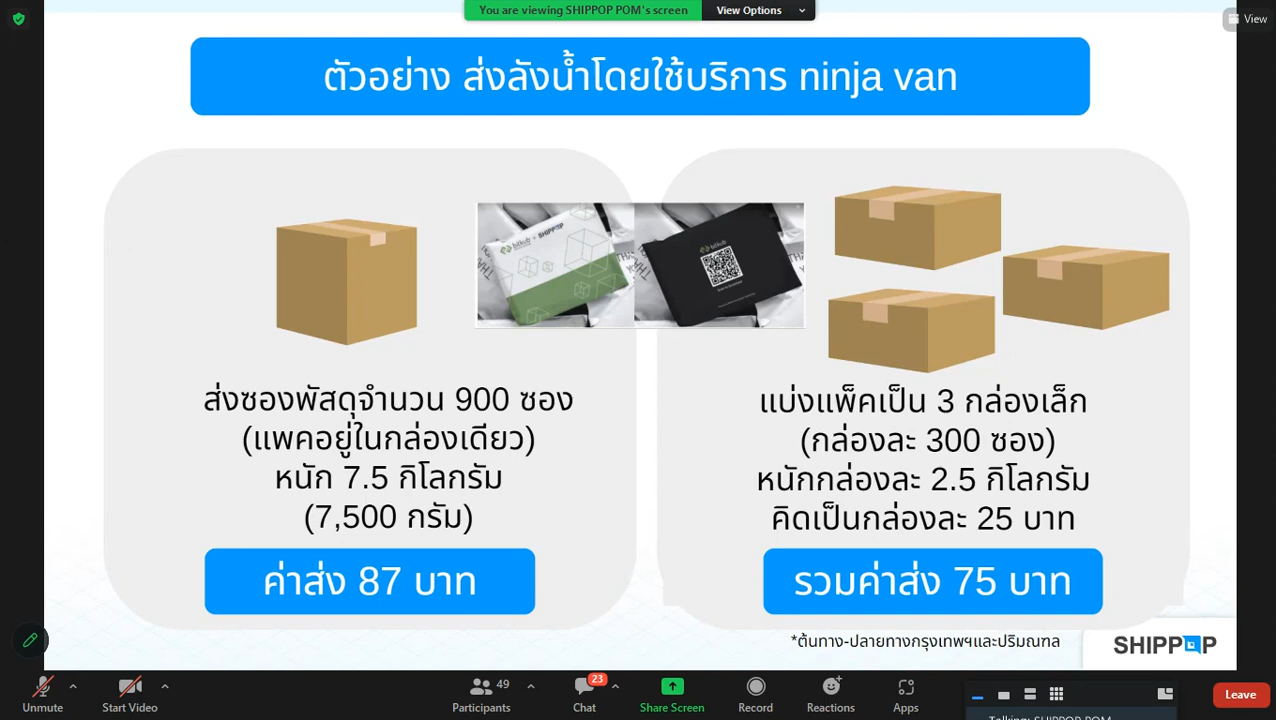 You are viewing SHIPPOP POM's screen
View Options
View
ตัวอย่าง ส่งลังน้ำโดยใช้บริการ ninja van
bitkub + SHIPPOP
bitkub
ส่งซองพัสดุจำนวน 900 ซอง
(แพคอยู่ในกล่องเดียว)
หนัก 7.5 กิโลกรัม
(7,500 กรัม)
ค่าส่ง 87 บาท
แบ่งแพ็คเป็น 3 กล่องเล็ก
(กล่องละ 300 ซอง)
หนักกล่องละ 2.5 กิโลกรัม
คิดเป็นกล่องละ 25 บาท
รวมค่าส่ง 75 บาท
*ต้นทาง-ปลายทางกรุงเทพฯและปริมณฑล
SHIPPOP
Unmute
Start Video
49
Participants
23
Chat
Share Screen
Record
Reactions
Apps
Talking: SHIPPOP POM
Leave